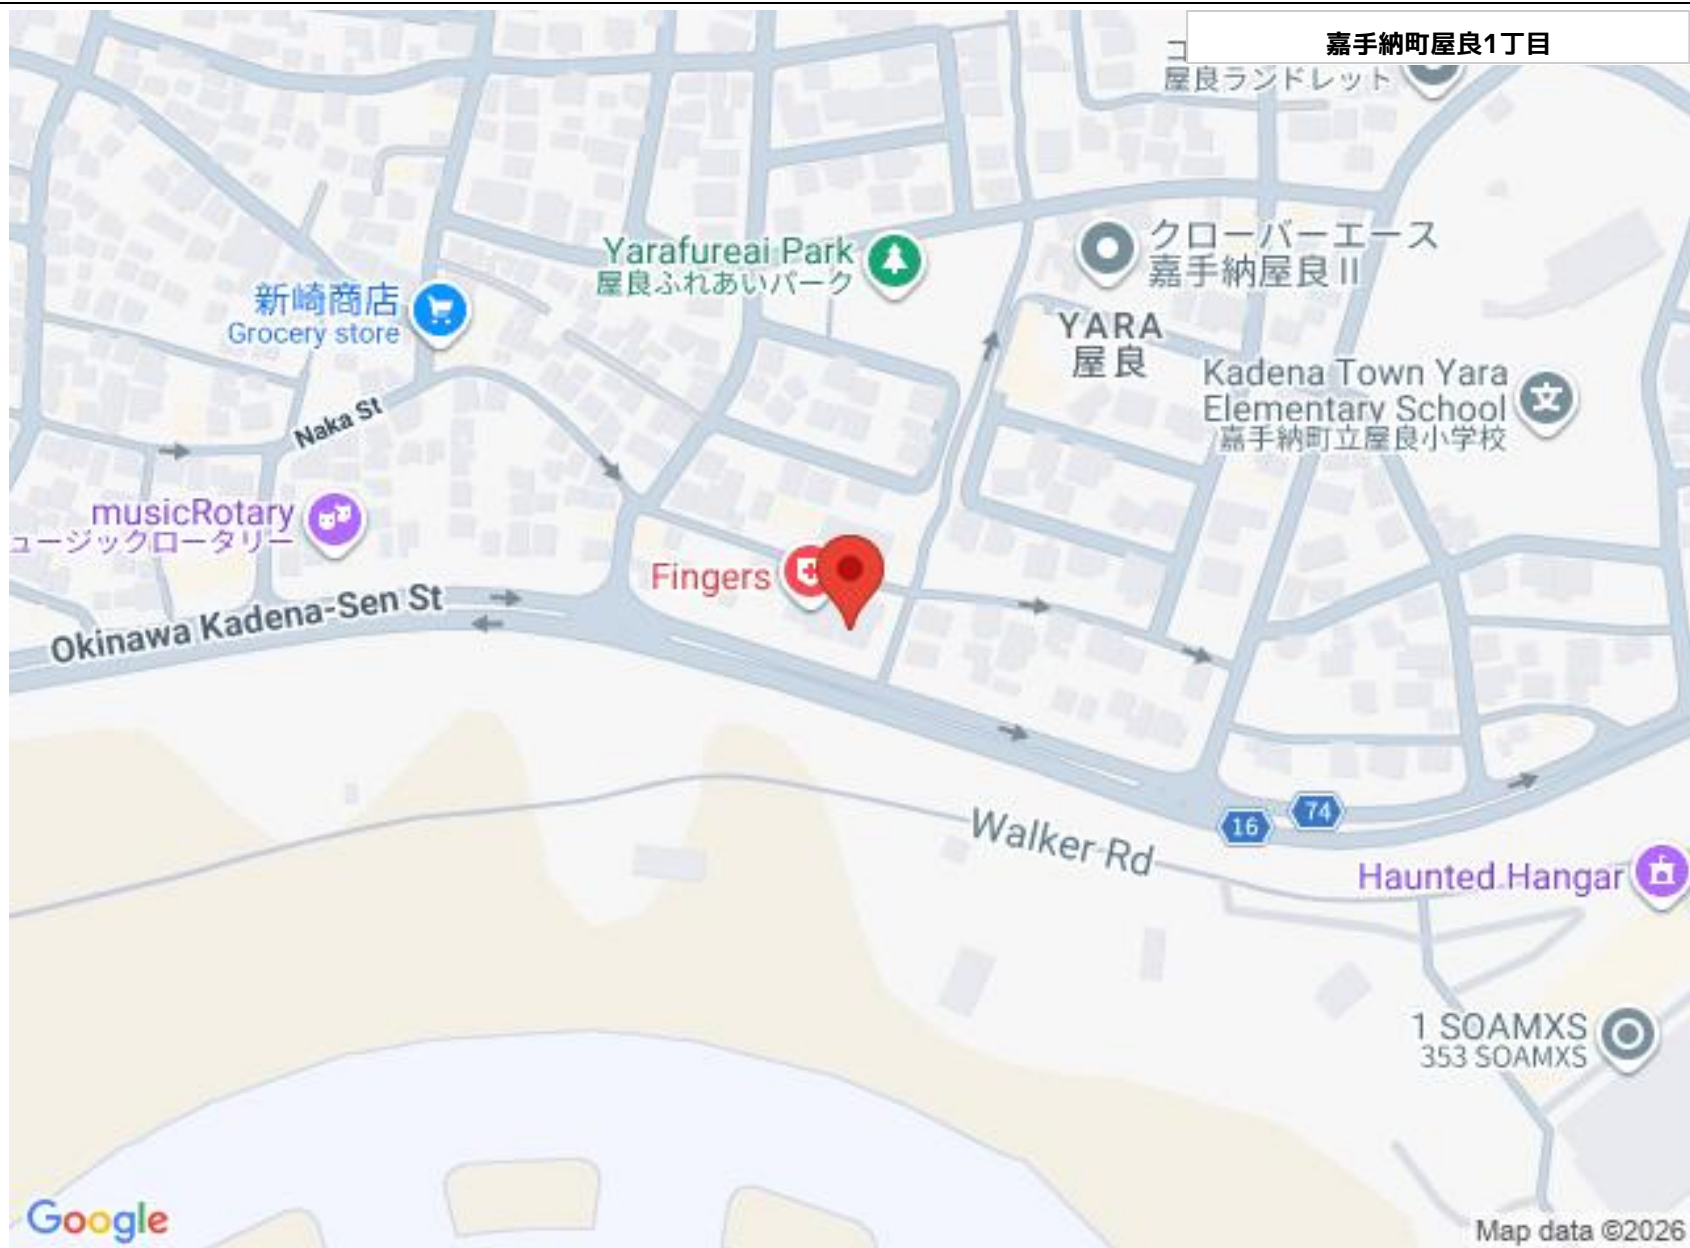 嘉手納町屋良1丁目
屋良ランドレット
Yarafureai Park
屋良ふれあいパーク
クローバーエース
嘉手納屋良 II
新崎商店
Grocery store
YARA
屋良
Kadena Town Yara
Elementary School
嘉手納町立屋良小学校
Naka St
musicRotary
ュージックロータリー
Fingers
Okinawa Kadena-Sen St
16
74
Walker Rd
Haunted Hangar
1 SOAMXS
353 SOAMXS
Google
Map data ©2026